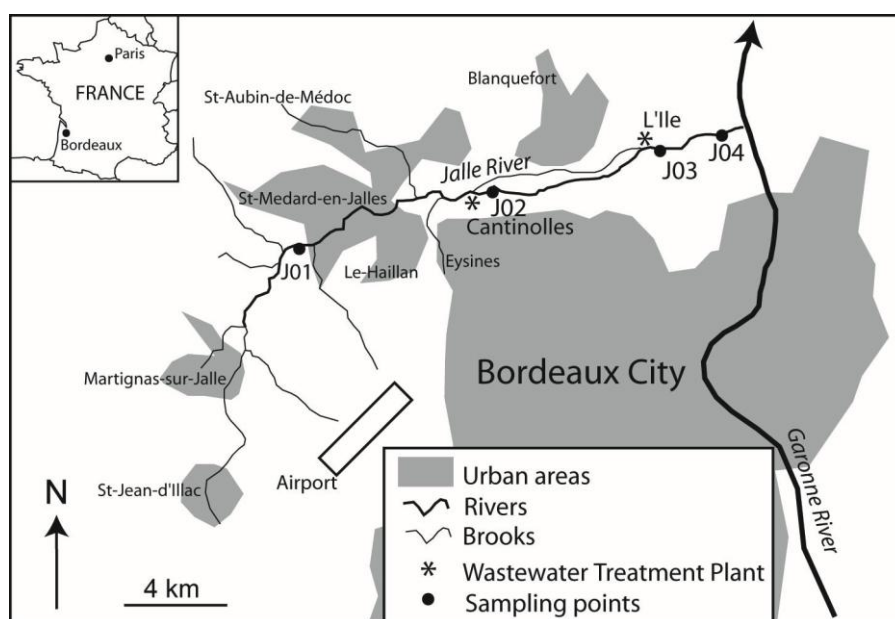 Paris
FRANCE
Bordeaux
St-Aubin-de-Médoc
Blanquefort
L'Ile
Jalle River
J04
J03
St-Medard-en-Jalles
J02
Cantinolles
J01
Le-Haillan
Eysines
Martignas-sur-Jalle
Bordeaux City
Airport
St-Jean-d'Illac
Garonne River
N
4 km
Urban areas
Rivers
Brooks
* Wastewater Treatment Plant
Sampling points